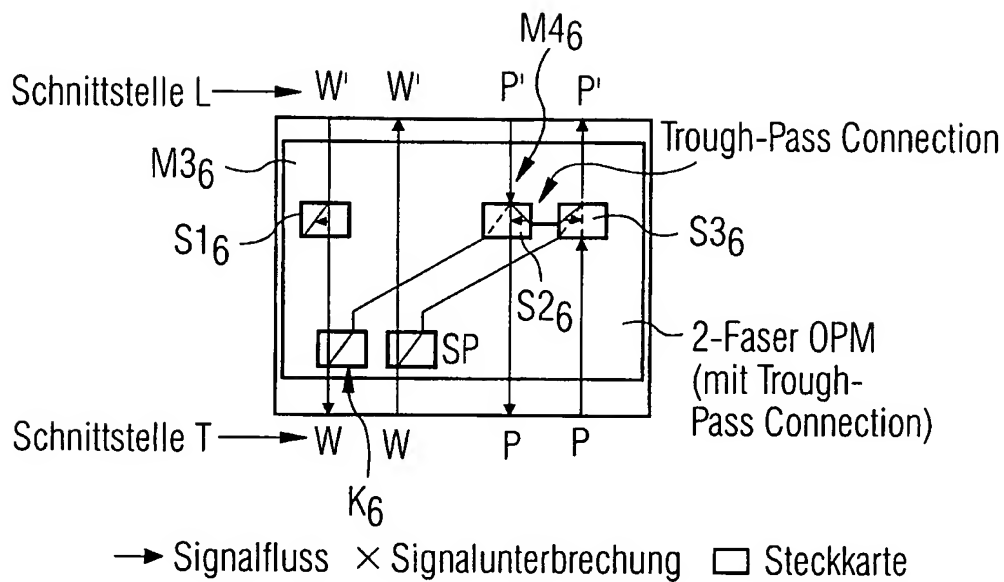 M4₆
Schnittstelle L W' W' P' P'
Trough-Pass Connection
M3₆
S1₆
S3₆
S2₆
SP
2-Faser OPM
(mit Trough-
Pass Connection)
Schnittstelle T W W P P
K₆
Signalfluss Signalunterbrechung Steckkarte